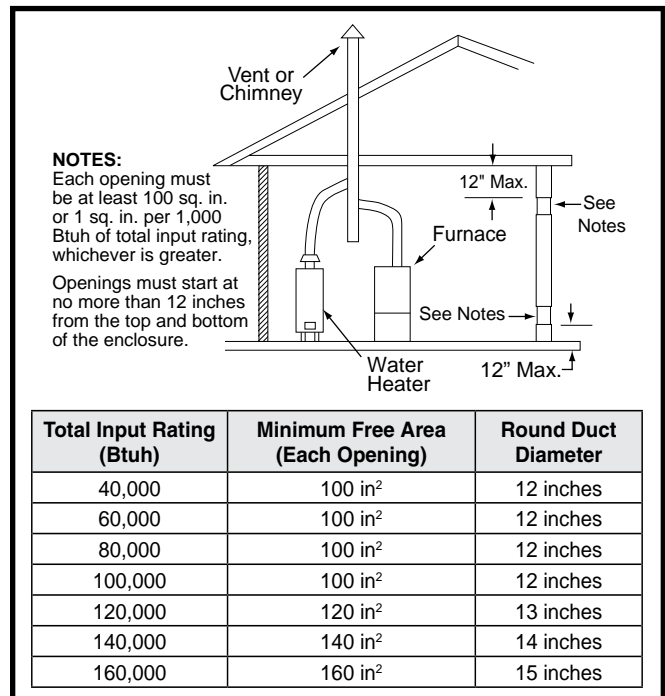 Vent or
Chimney
NOTES:
Each opening must
be at least 100 sq. in.
or 1 sq. in. per 1,000
Btuh of total input rating,
whichever is greater.
Openings must start at
no more than 12 inches
from the top and bottom
of the enclosure.
12" Max.
See
Notes
Furnace
See Notes
Water
Heater
12” Max.
Total Input Rating (Btuh) Minimum Free Area (Each Opening) Round Duct Diameter
40,000 100 in² 12 inches
60,000 100 in² 12 inches
80,000 100 in² 12 inches
100,000 100 in² 12 inches
120,000 120 in² 13 inches
140,000 140 in² 14 inches
160,000 160 in² 15 inches